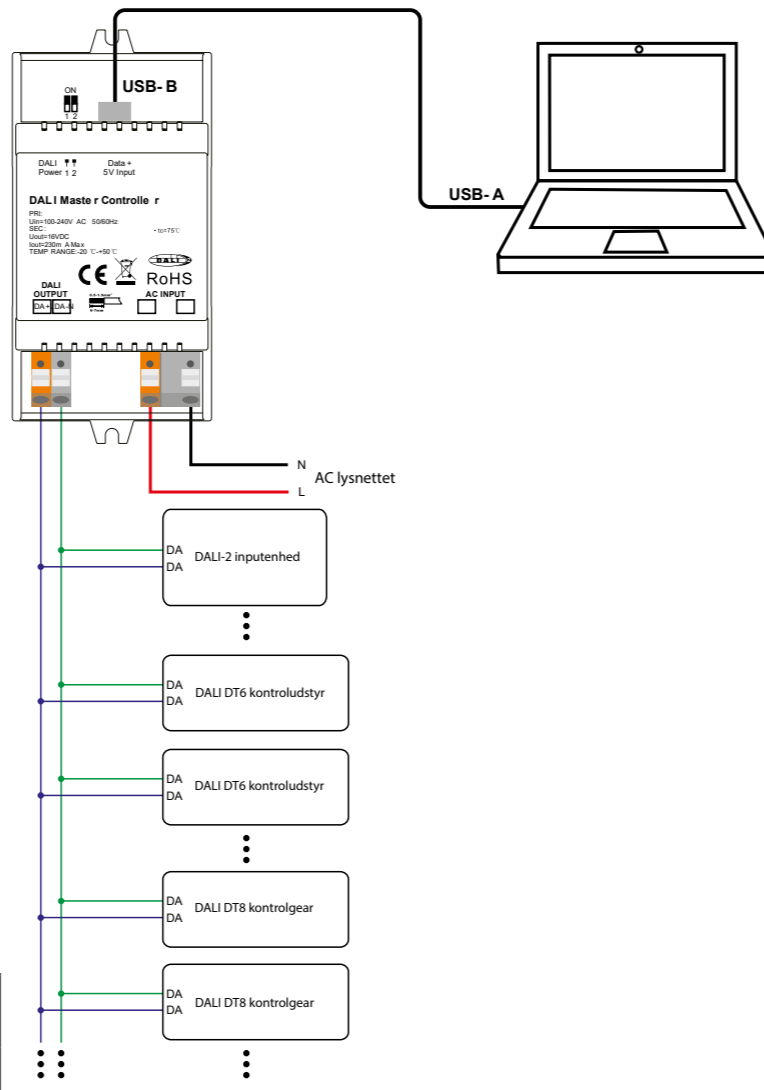 USB- B
ON
1 2
DALI
Power 1 2
Data +
5V Input
DALI Maste r Controlle r
PRI:
Uin=100-240V AC 50/60Hz
SEC :
Uout=16VDC
Iout=230m A Max
TEMP RANGE:-20 ℃-+50 ℃
• tc=75℃
CE
DALI
RoHS
DALI
OUTPUT
AC INPUT
DA+ DA-N
USB- A
N
AC lysnettet
L
DA
DA
DALI-2 inputenhed
DA
DA
DALI DT6 kontroludstyr
DA
DA
DALI DT6 kontroludstyr
DA
DA
DALI DT8 kontrolgear
DA
DA
DALI DT8 kontrolgear